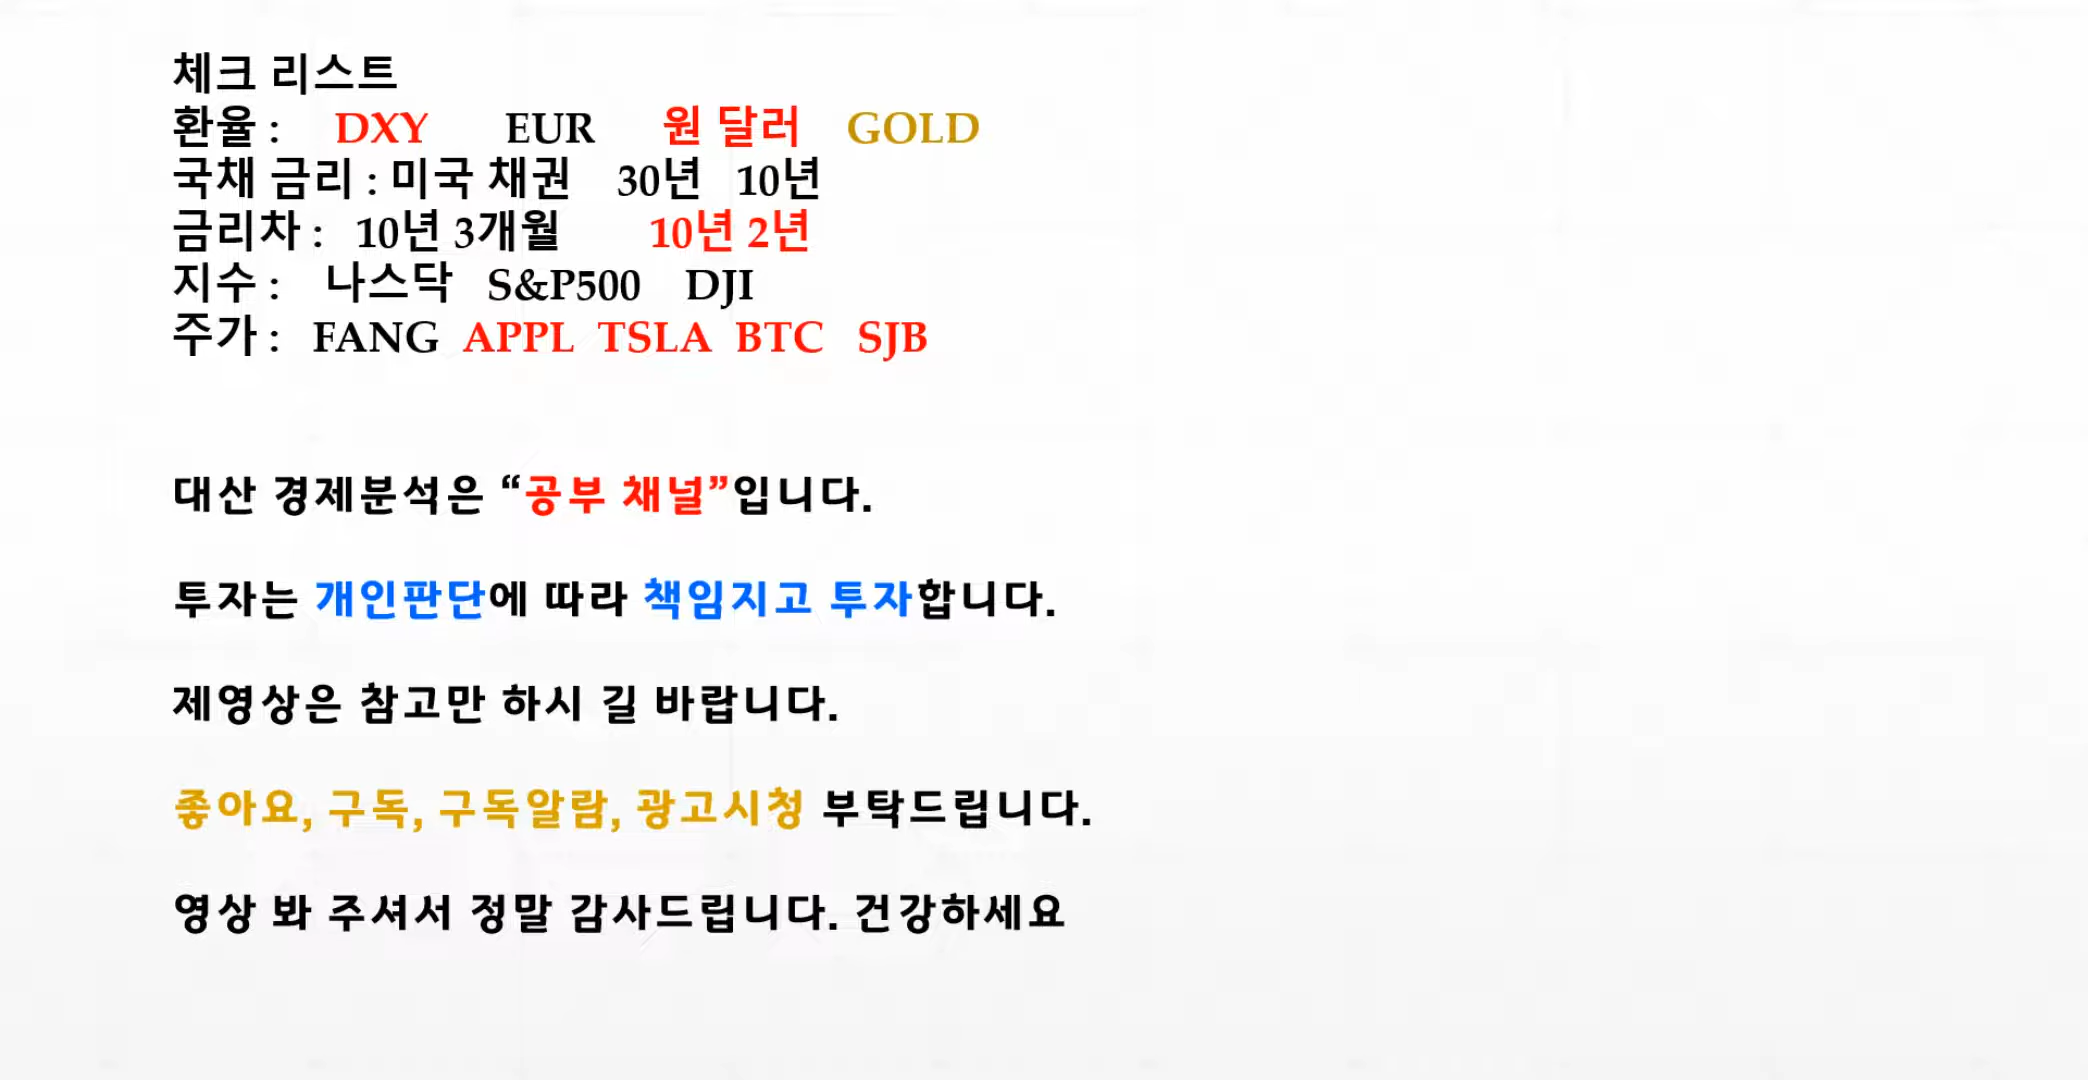 체크 리스트
환율 : DXY EUR 원 달러 GOLD
국채 금리 : 미국 채권 30년 10년
금리차 : 10년 3개월 10년 2년
지수 : 나스닥 S&P500 DJI
주가 : FANG APPL TSLA BTC SJB
대산 경제분석은 “공부 채널”입니다.
투자는 개인판단에 따라 책임지고 투자합니다.
제영상은 참고만 하시 길 바랍니다.
좋아요, 구독, 구독알람, 광고시청 부탁드립니다.
영상 봐 주셔서 정말 감사드립니다. 건강하세요